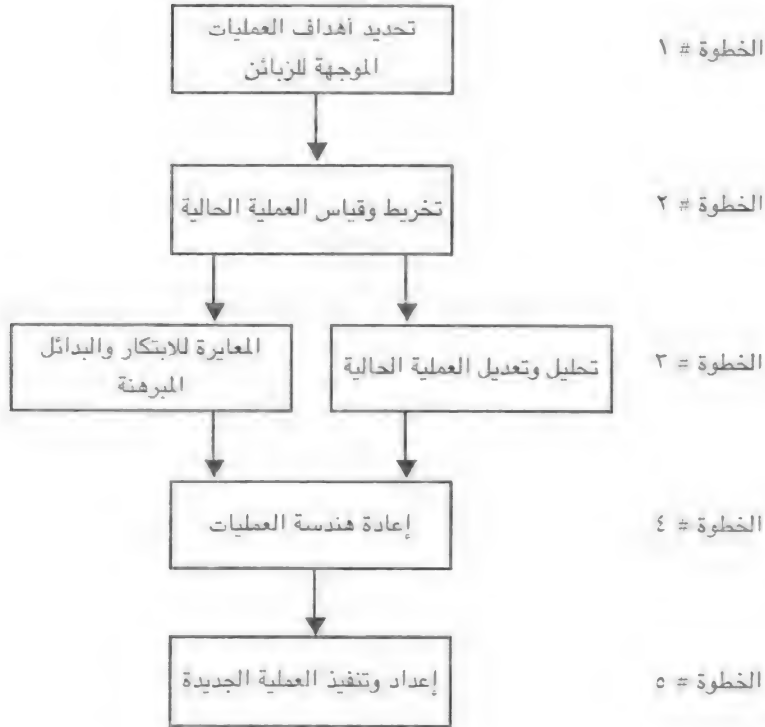 الخطوة # ١
تحديد أهداف العمليات
الموجهة للزبائن
الخطوة # ٢
تخريط وقياس العملية الحالية
الخطوة = ٣
تحليل وتعديل العملية الحالية
المعايرة للابتكار والبدائل
المبرهنة
الخطوة = ٤
إعادة هندسة العمليات
الخطوة = ٥
إعداد وتنفيذ العملية الجديدة